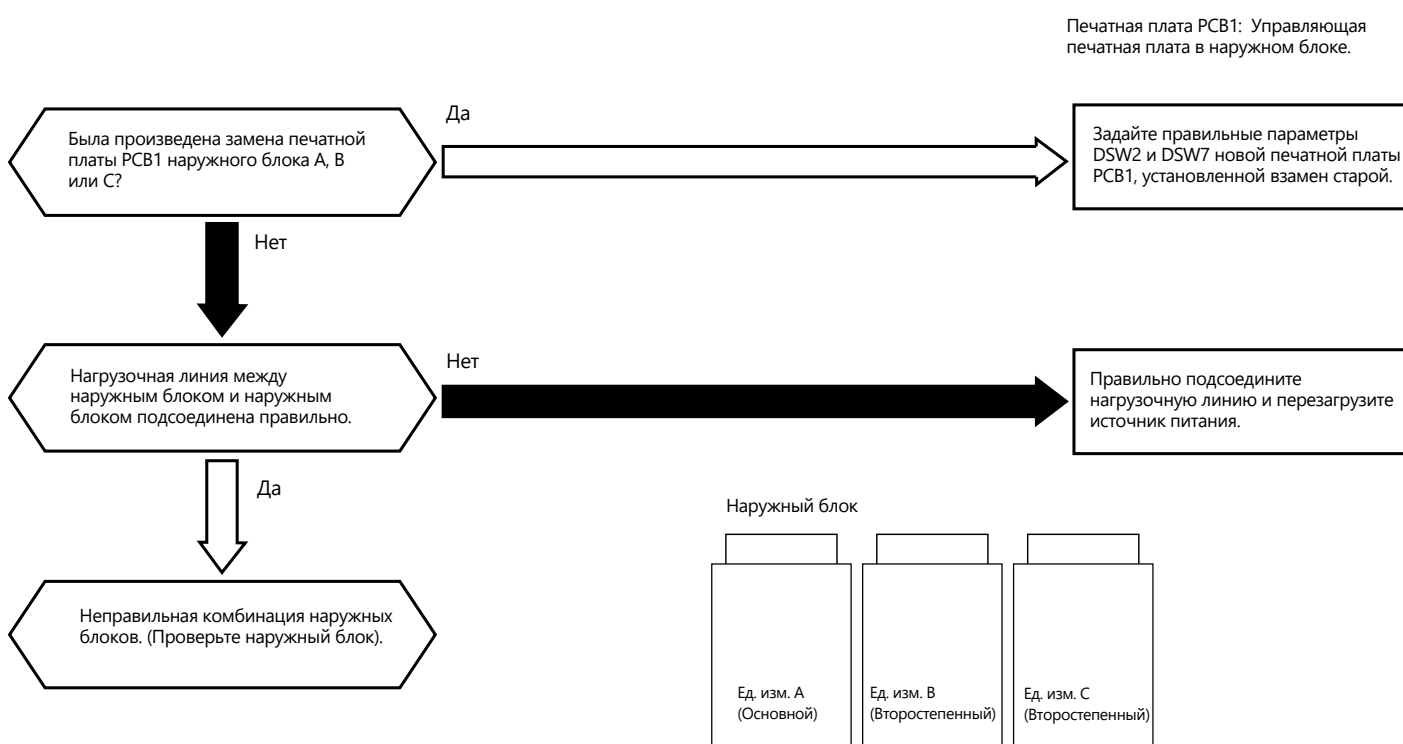 Печатная плата PCB1: Управляющая
печатная плата в наружном блоке.
Была произведена замена печатной
платы PCB1 наружного блока А, В
или С?
Да
Задайте правильные параметры
DSW2 и DSW7 новой печатной платы
PCB1, установленной взамен старой.
Нет
Нагрузочная линия между
наружным блоком и наружным
блоком подсоединена правильно.
Нет
Правильно подсоедините
нагрузочную линию и перезагрузите
источник питания.
Да
Неправильная комбинация наружных
блоков. (Проверьте наружный блок).
Наружный блок
Ед. изм. А
(Основной)
Ед. изм. В
(Второстепенный)
Ед. изм. С
(Второстепенный)